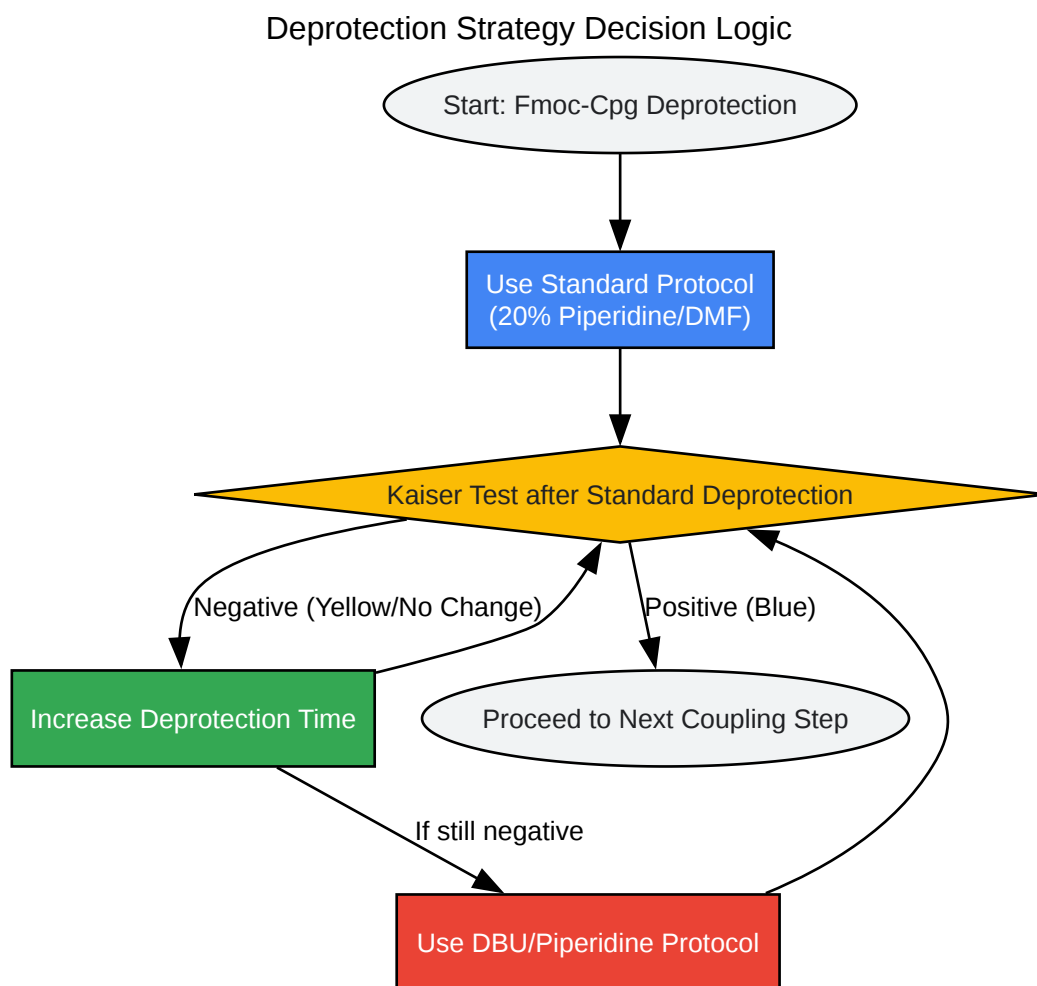 Deprotection Strategy Decision Logic
Start: Fmoc-Cpg Deprotection
Use Standard Protocol
(20% Piperidine/DMF)
Kaiser Test after Standard Deprotection
Negative (Yellow/No Change)
Positive (Blue)
Increase Deprotection Time
Proceed to Next Coupling Step
If still negative
Use DBU/Piperidine Protocol